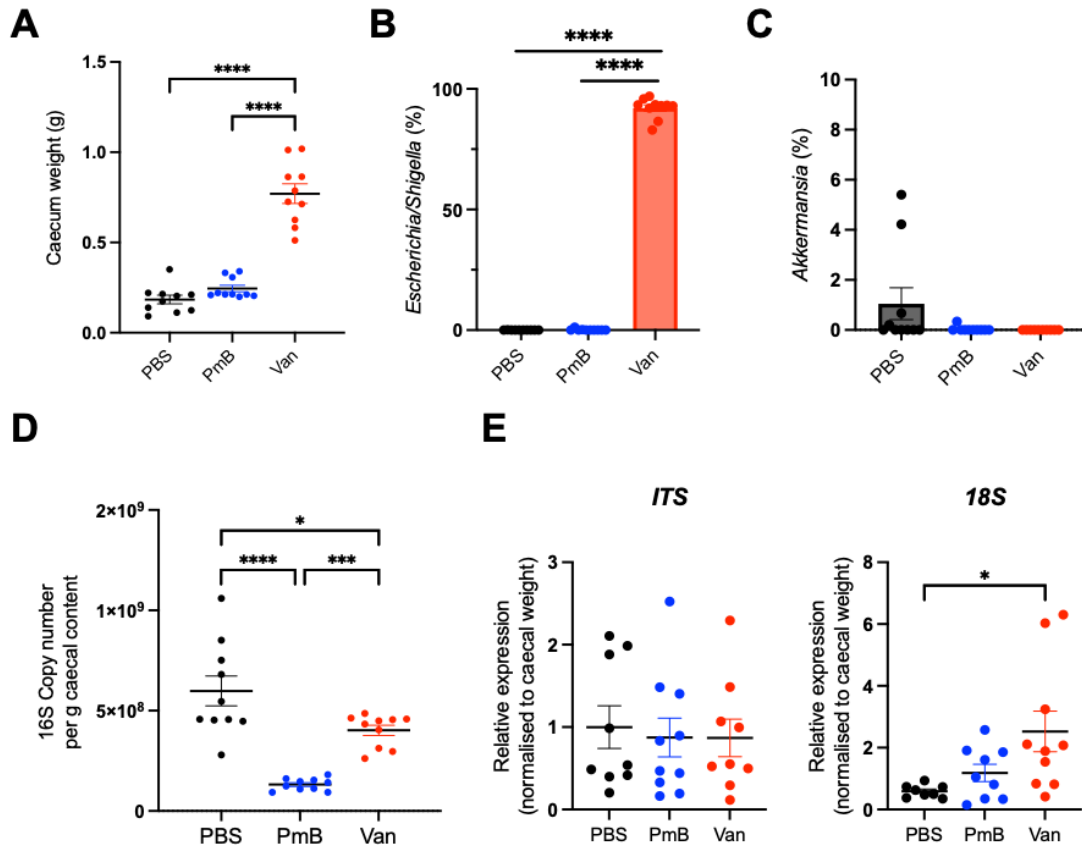 A
B
C
****
****
Caecum weight (g)
1.5
1.0
0.5
0.0
PBS
PmB
Van
****
****
Escherichia/Shigella (%)
100
50
0
PBS
PmB
Van
Akkermansia (%)
10
8
6
4
2
0
PBS
PmB
Van
D
E
*
****
***
16S Copy number
per g caecal content
2×10⁹
1×10⁹
5×10⁸
0
PBS
PmB
Van
ITS
Relative expression
(normalised to caecal weight)
3
2
1
0
PBS
PmB
Van
18S
*
Relative expression
(normalised to caecal weight)
8
6
4
2
0
PBS
PmB
Van